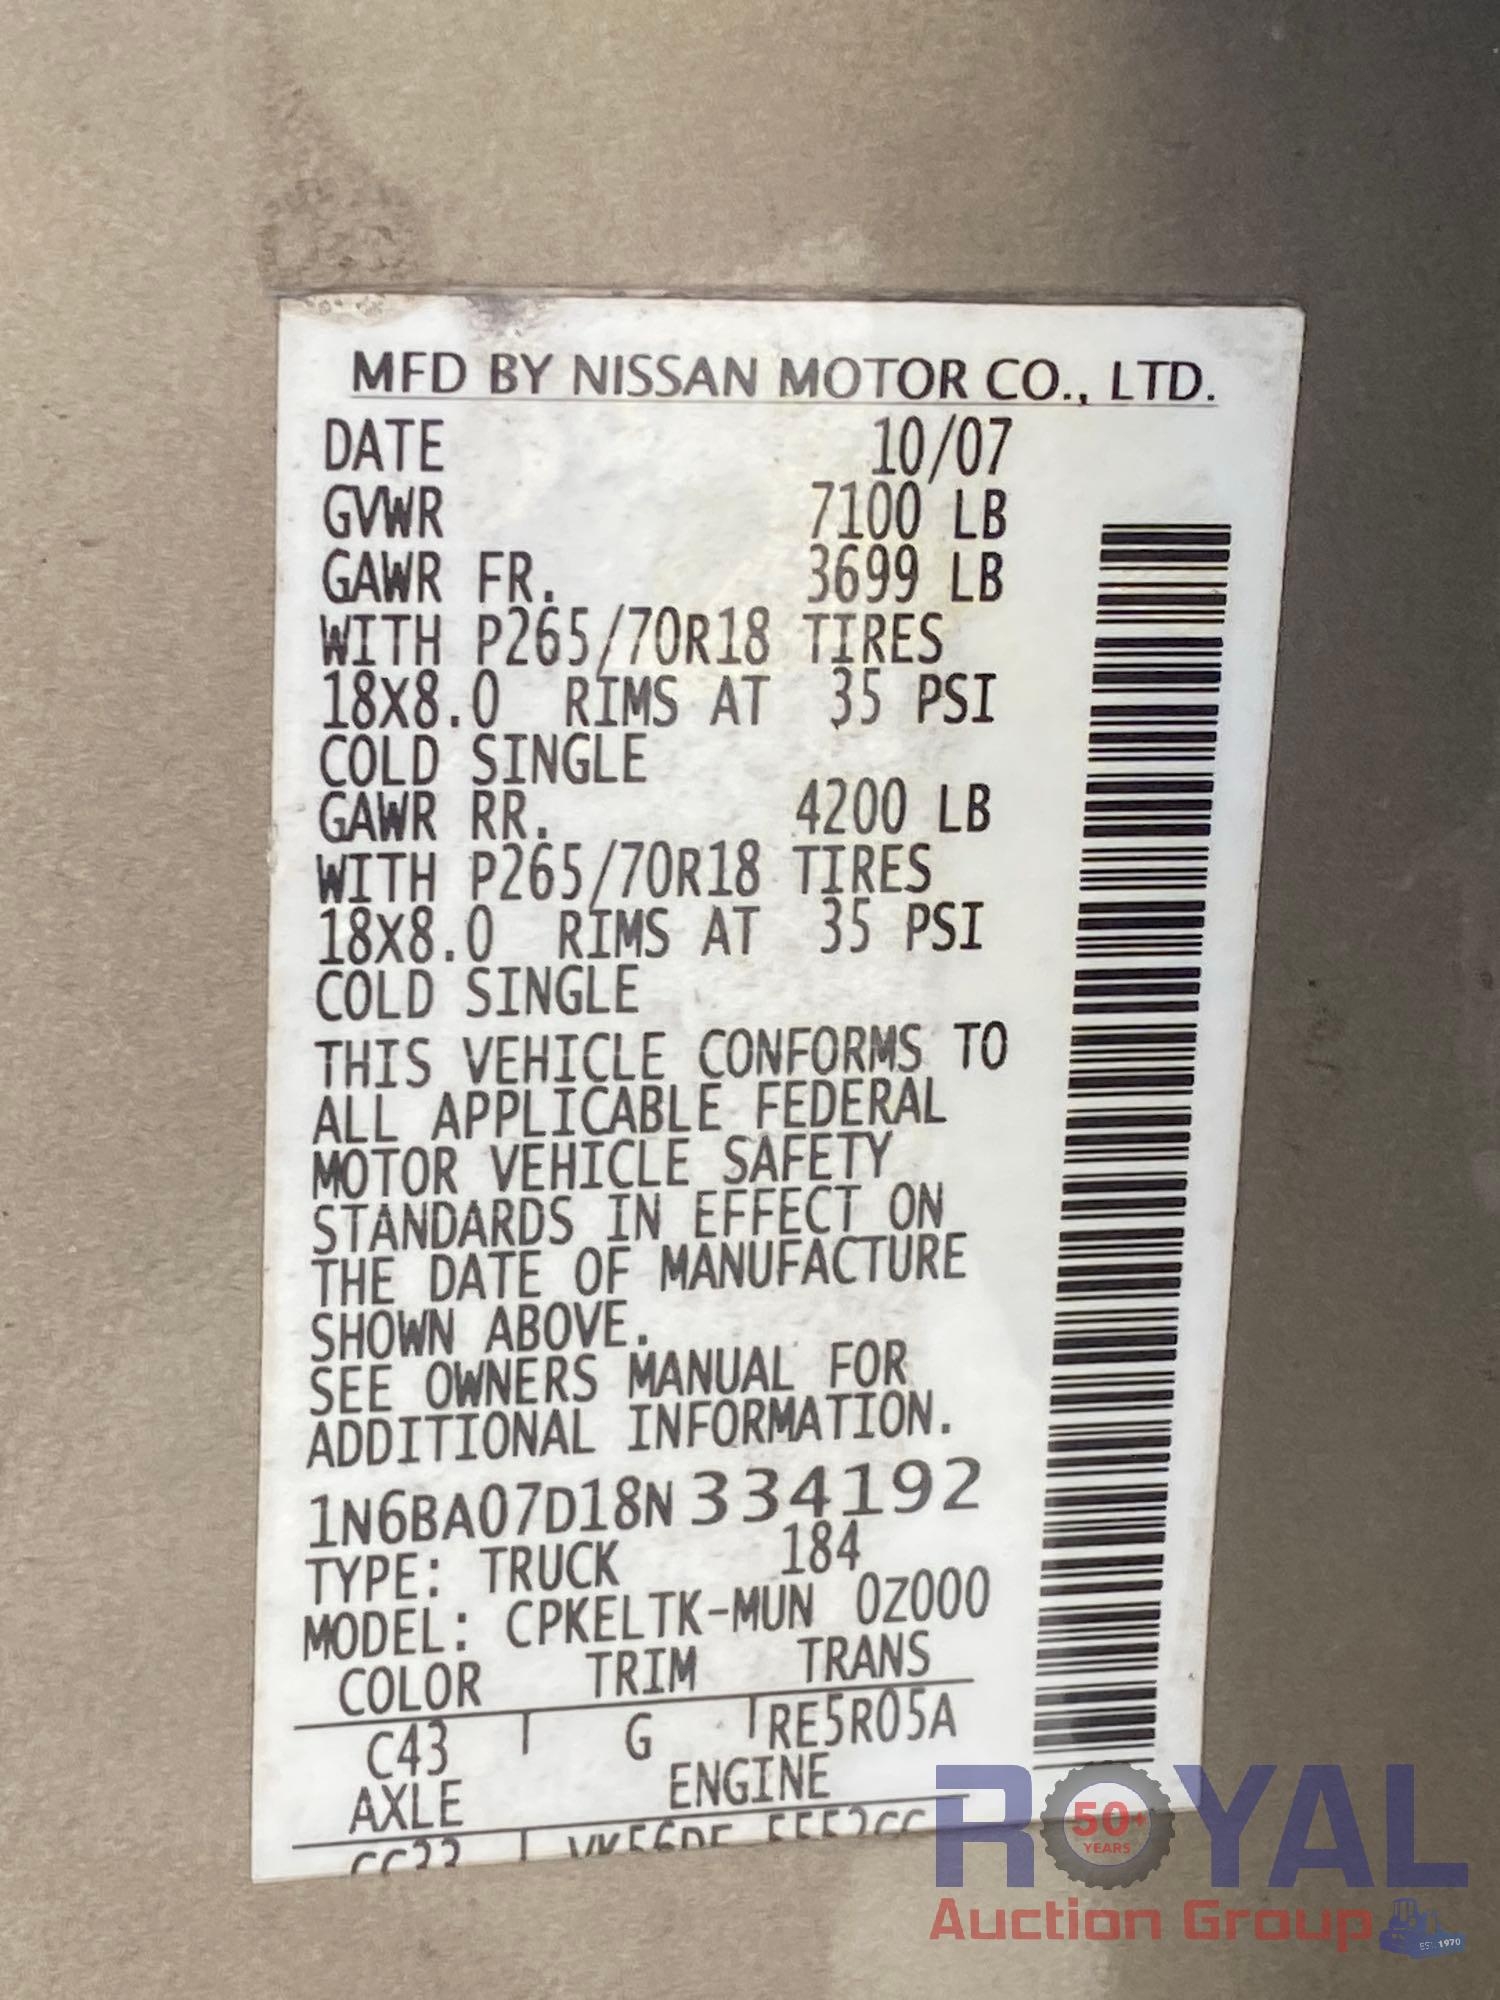 MFD BY NISSAN MOTOR CO., LTD.
DATE 10/07
GVWR 7100 LB
GAWR FR. 3699 LB
WITH P265/70R18 TIRES
18X8.0 RIMS AT 35 PSI
COLD SINGLE
GAWR RR. 4200 LB
WITH P265/70R18 TIRES
18X8.0 RIMS AT 35 PSI
COLD SINGLE
THIS VEHICLE CONFORMS TO
ALL APPLICABLE FEDERAL
MOTOR VEHICLE SAFETY
STANDARDS IN EFFECT ON
THE DATE OF MANUFACTURE
SHOWN ABOVE.
SEE OWNERS MANUAL FOR
ADDITIONAL INFORMATION.
1N6BA07D18N334192
TYPE: TRUCK 184
MODEL: CPKELTK-MUN 0Z000
COLOR TRIM TRANS
C43 G RE5R05A
AXLE ENGINE
ROYAL
50+
YEARS
Auction Group
EST. 1970